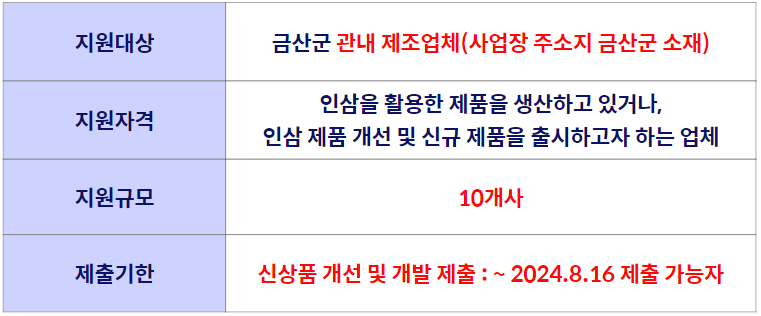 지원대상
금산군 관내 제조업체(사업장 주소지 금산군 소재)
지원자격
인삼을 활용한 제품을 생산하고 있거나,
인삼 제품 개선 및 신규 제품을 출시하고자 하는 업체
지원규모
10개사
제출기한
신상품 개선 및 개발 제출 : ~ 2024.8.16 제출 가능자